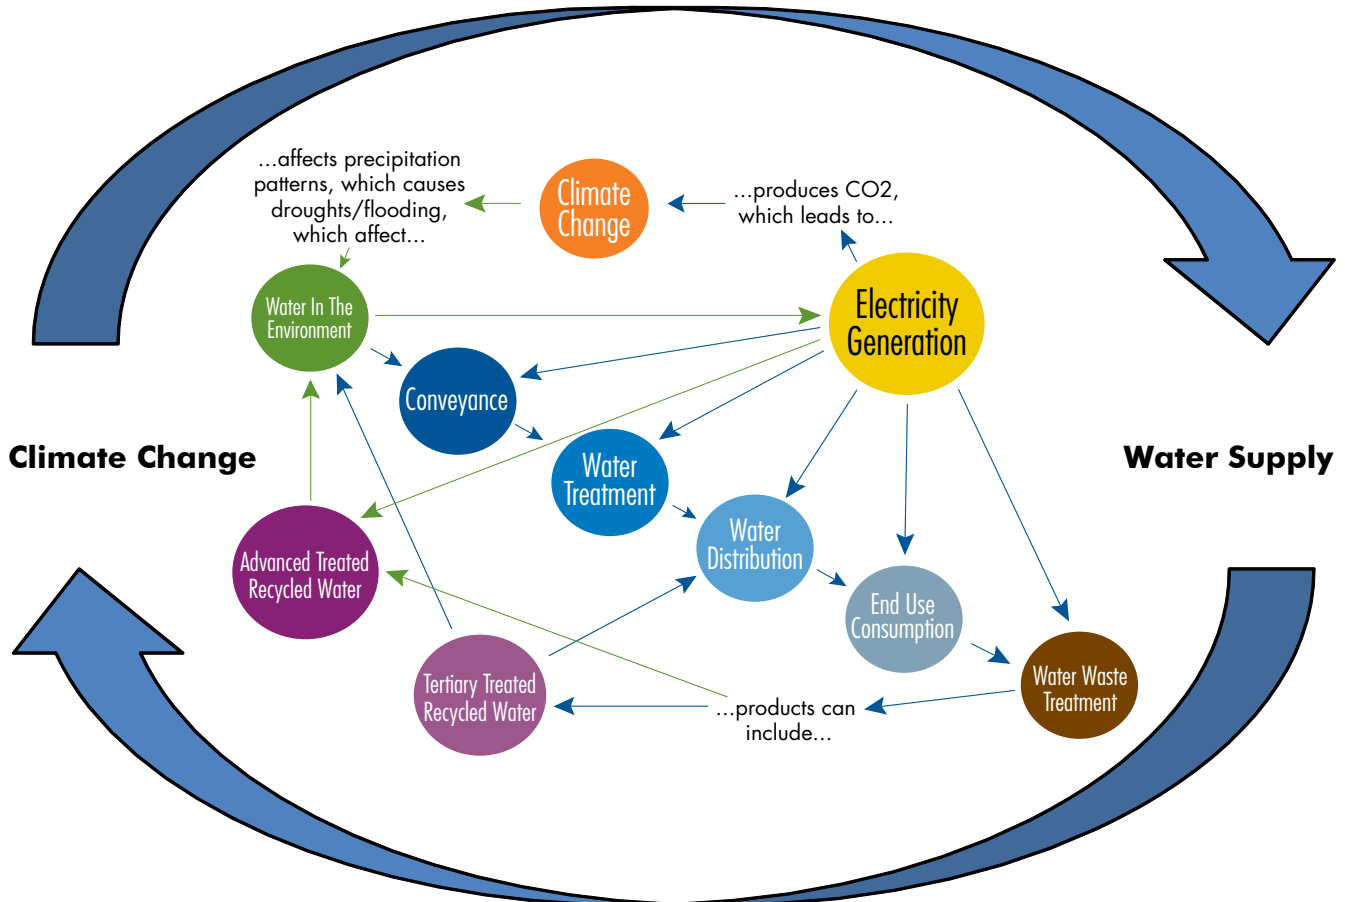 ...affects precipitation
patterns, which causes
droughts/flooding,
which affect...
Climate
Change
...produces CO2,
which leads to...
Water In The
Environment
Electricity
Generation
Conveyance
Climate Change
Water Supply
Water
Treatment
Water
Distribution
Advanced Treated
Recycled Water
End Use
Consumption
Tertiary Treated
Recycled Water
...products can
include...
Water Waste
Treatment